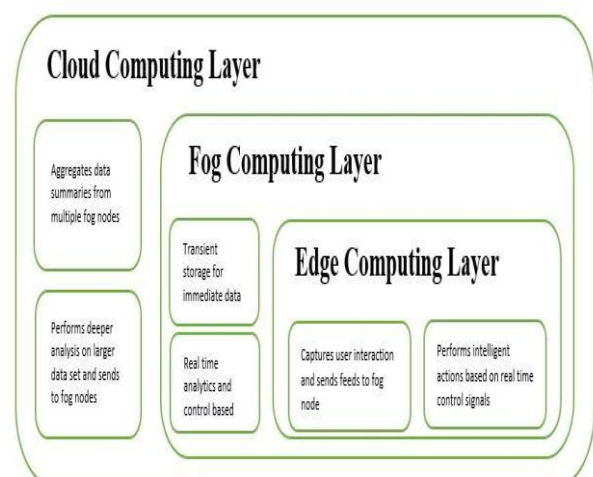 Cloud Computing Layer
Aggregates data
summaries from
multiple fog nodes
Performs deeper
analysis on larger
data set and sends
to fog nodes
Fog Computing Layer
Transient
storage for
immediate data
Real time
analytics and
control based
Edge Computing Layer
Captures user interaction
and sends feeds to fog
node
Performs intelligent
actions based on real time
control signals